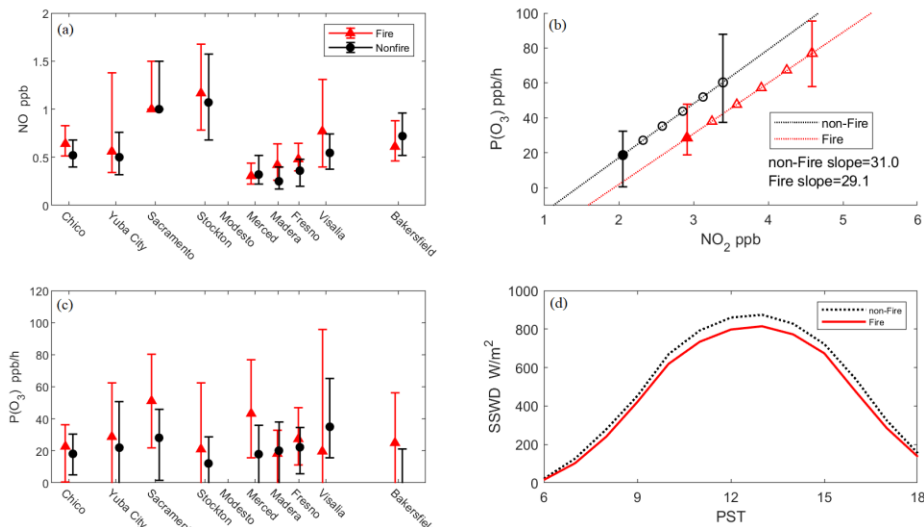 (a)
NO ppb
2
1.5
1
0.5
0
Fire
Nonfire
Chico
Yuba City
Sacramento
Stockton
Modesto
Merced
Madera
Fresno
Visalia
Bakersfield
(b)
P(O3) ppb/h
100
80
60
40
20
0
non-Fire
Fire
non-Fire slope=31.0
Fire slope=29.1
1 2 3 4 5 6
NO2 ppb
(c)
P(O3) ppb/h
120
100
80
60
40
20
0
Chico
Yuba City
Sacramento
Stockton
Modesto
Merced
Madera
Fresno
Visalia
Bakersfield
(d)
SSWD W/m2
1000
800
600
400
200
0
non-Fire
Fire
6 9 12 15 18
PST